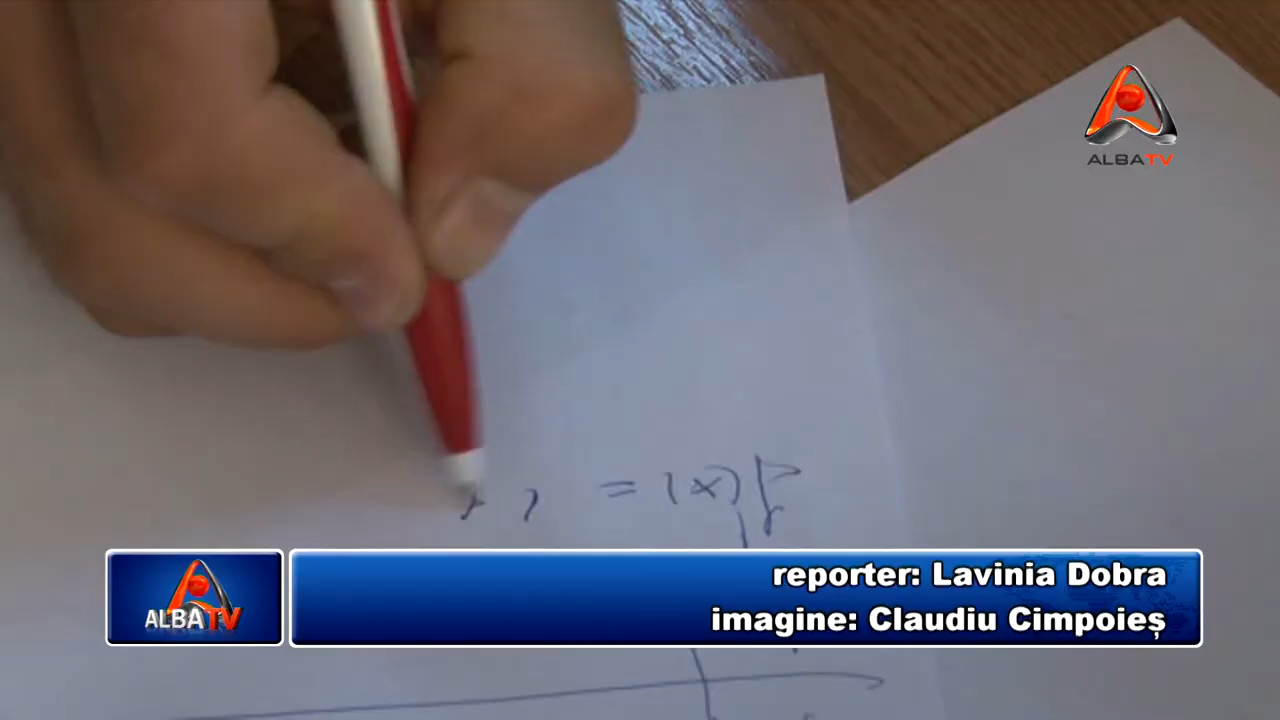 ALBATV
= (x)
ALBATV
reporter: Lavinia Dobra
imagine: Claudiu Cimpoieș